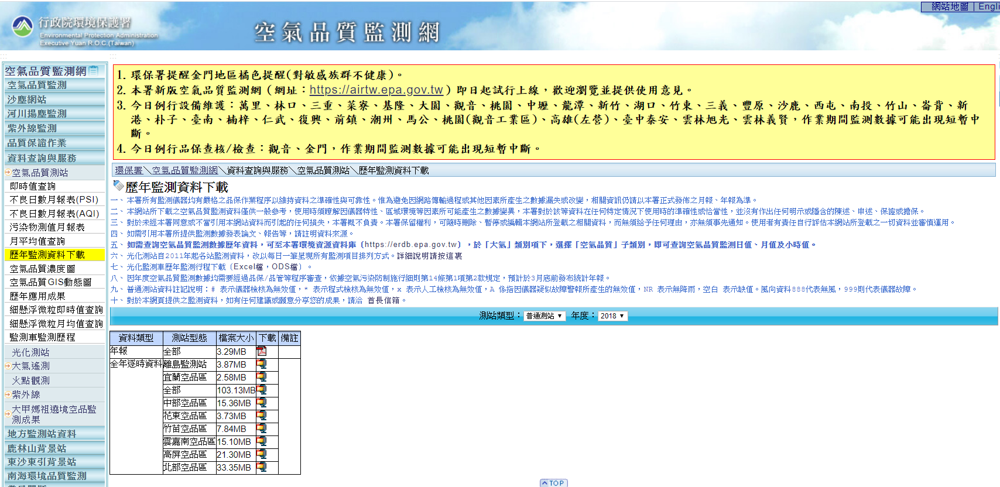 網站地圖 | Engli
行政院環境保護署
Environmental Protection Administration
Executive Yuan R.O.C.(Taiwan)
空氣品質監測網
空氣品質監測網
空氣品質監測
沙塵網站
河川揚塵監測
紫外線監測
品質保證作業
資料查詢與服務
空氣品質測站
即時值查詢
不良日數月報表(PSI)
不良日數月報表(AQI)
污染物測值月報表
月平均值查詢
歷年監測資料下載
空氣品質濃度圖
空氣品質GIS動態圖
歷年應用成果
細懸浮微粒即時值查詢
細懸浮微粒月均值查詢
監測車監測歷程
光化測站
大氣遙測
火點觀測
紫外線
大甲媽祖遶境空品監
測成果
地方監測站資料
鹿林山背景站
東沙東引背景站
南海環境品質監測
1. 環保署提醒金門地區橘色提醒(對敏感族群不健康)。
2. 本署新版空氣品質監測網（網址：https://airtw.epa.gov.tw）即日起試行上線，歡迎瀏覽並提供使用意見。
3. 今日例行設備維護：萬里、林口、三重、菜寮、基隆、大園、觀音、桃園、中壢、龍潭、新竹、湖口、竹東、三義、豐原、沙鹿、西屯、南投、竹山、崙背、新
港、朴子、臺南、楠梓、仁武、復興、前鎮、潮州、馬公、桃園(觀音工業區)、高雄(左營)、臺中泰安、雲林旭光、雲林義賢，作業期間監測數據可能出現短暫中
斷。
4. 今日例行品保查核/檢查：觀音、金門，作業期間監測數據可能出現短暫中斷。
環保署＼空氣品質監測網＼資料查詢與服務＼空氣品質測站＼歷年監測資料下載
歷年監測資料下載
一、本署所有監測儀器均有嚴格之品保作業程序以維持資料之準確性與可靠性。惟為避免因網路傳輸過程或其他因素所產生之數據漏失或改變，相關資訊仍請以本署正式發佈之月報、年報為準。
二、本網站所下載之空氣品質監測資料僅供一般參考，使用時須瞭解因儀器特性、區域環境等因素所可能產生之數據變異，本署對於該等資料在任何特定情況下使用時的準確性或恰當性，並沒有作出任何明示或隱含的陳述、申述、保證或擔保。
三、對於未經本署同意或不當引用本網站資料而引起的任何損失，本署概不負責。本署保留權利，可隨時刪除、暫停或編輯本網站所登載之相關資料，而無須給予任何理由，亦無須事先通知。使用者有責任自行評估本網站所登載之一切資料並審慎運用。
四、如需引用本署所提供監測數據發表論文、報告等，請註明資料來源。
五、如需查詢空氣品質監測數據歷年資料，可至本署環境資源資料庫（https://erdb.epa.gov.tw），於「大氣」類別項下，選擇「空氣品質」子類別，即可查詢空氣品質監測日值、月值及小時值。
六、光化測站自2011年起各站監測資料，改以每日一筆呈現所有監測項目排列方式。詳細說明請按這裏
七、光化監測車歷年監測行程下載（Excel檔，ODS檔）。
八、因年度空氣品質監測數據均需要經過品保/品管等程序審查，依據空氣污染防制施行細則第14條第1項第2款規定，預計於3月底前發布統計年報。
九、普通測站資料註記說明：# 表示儀器檢核為無效值，* 表示程式檢核為無效值，x 表示人工檢核為無效值，A 係指因儀器疑似故障警報所產生的無效值，NR 表示無降雨，空白 表示缺值。風向資料888代表無風，999則代表儀器故障。
十、對於本網頁提供之監測資料，如有任何建議或願意分享您的成果，請洽 首長信箱。
測站類型：普通測站 年度：2018
資料類型 測站型態 檔案大小 下載 備註
年報 全部 3.29MB
全年逐時資料 離島監測站 3.87MB
宜蘭空品區 2.58MB
全部 103.13MB
中部空品區 15.36MB
花東空品區 3.73MB
竹苗空品區 7.84MB
雲嘉南空品區 15.10MB
高屏空品區 21.30MB
北部空品區 33.35MB
TOP